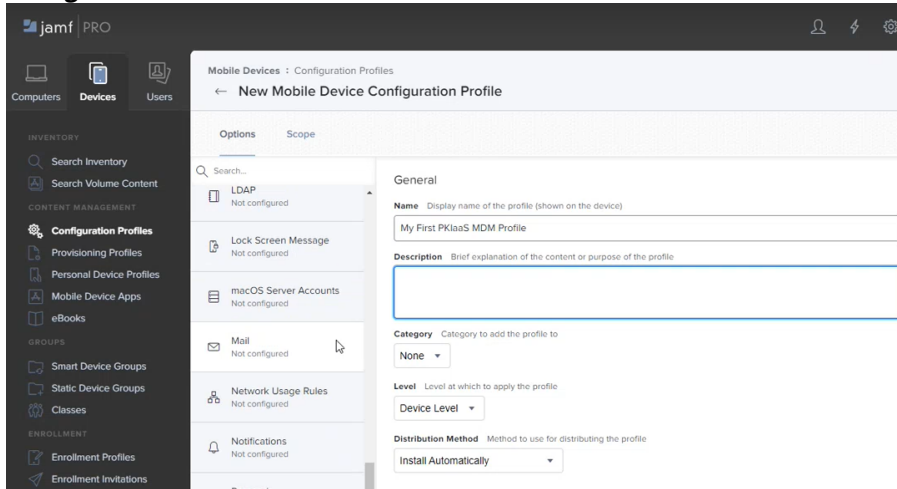 jamf PRO
Computers
Devices
Users
INVENTORY
Search Inventory
Search Volume Content
CONTENT MANAGEMENT
Configuration Profiles
Provisioning Profiles
Personal Device Profiles
Mobile Device Apps
eBooks
GROUPS
Smart Device Groups
Static Device Groups
Classes
ENROLLMENT
Enrollment Profiles
Enrollment Invitations
Mobile Devices : Configuration Profiles
← New Mobile Device Configuration Profile
Options
Scope
Search...
LDAP
Not configured
Lock Screen Message
Not configured
macOS Server Accounts
Not configured
Mail
Not configured
Network Usage Rules
Not configured
Notifications
Not configured
General
Name Display name of the profile (shown on the device)
My First PKIaaS MDM Profile
Description Brief explanation of the content or purpose of the profile
Category Category to add the profile to
None
Level Level at which to apply the profile
Device Level
Distribution Method Method to use for distributing the profile
Install Automatically